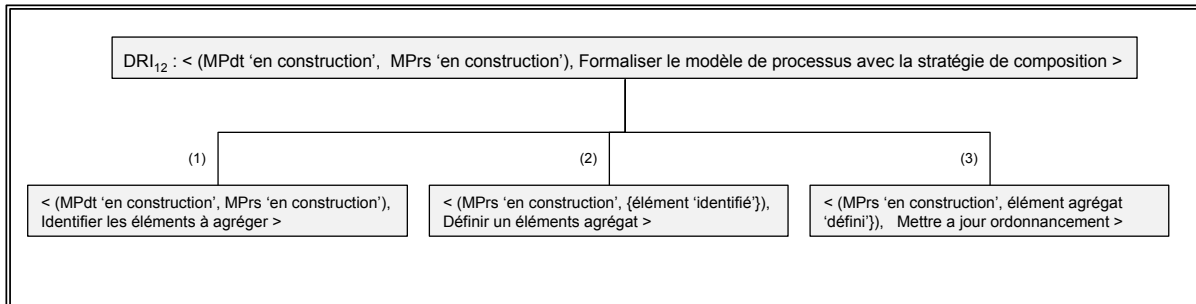 DRI12 : < (MPdt ‘en construction’, MPrs ‘en construction’), Formaliser le modèle de processus avec la stratégie de composition >
(1)
(2)
(3)
< (MPdt ‘en construction’, MPrs ‘en construction’),
Identifier les éléments à agréger >
< (MPrs ‘en construction’, {élément ‘identifié’}),
Définir un éléments agrégat >
< (MPrs ‘en construction’, élément agrégat
‘défini’}), Mettre a jour ordonnancement >